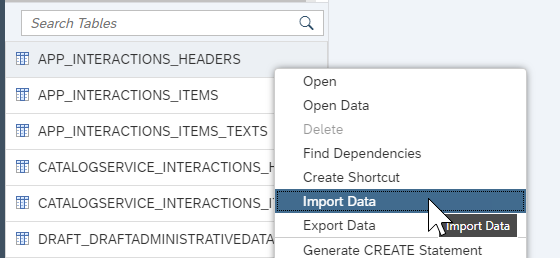 Search Tables
APP_INTERACTIONS_HEADERS
APP_INTERACTIONS_ITEMS
APP_INTERACTIONS_ITEMS_TEXTS
CATALOGSERVICE_INTERACTIONS_H
CATALOGSERVICE_INTERACTIONS_IT
DRAFT_DRAFTADMINISTRATIVEDATA
Open
Open Data
Delete
Find Dependencies
Create Shortcut
Import Data
Export Data
Import Data
Generate CREATE Statement